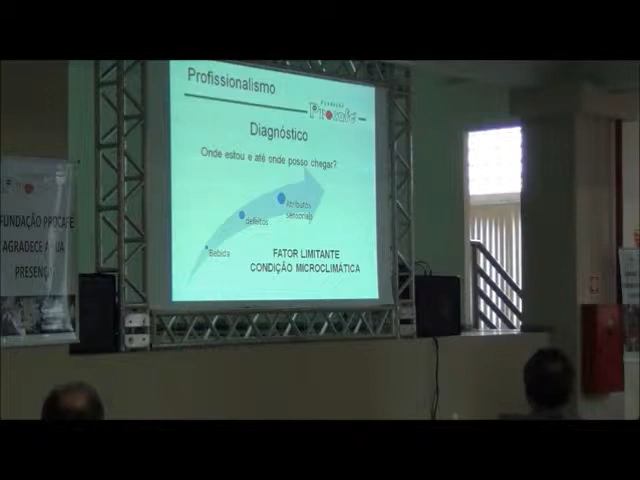 Profissionalismo
Fundação
Procafé
Diagnóstico
Onde estou e até onde posso chegar?
Atributos
sensoriais
defeitos
Bebida
FATOR LIMITANTE
CONDIÇÃO MICROCLIMÁTICA
FUNDAÇÃO PROCAFÉ
AGRADECE A SUA
PRESENÇA